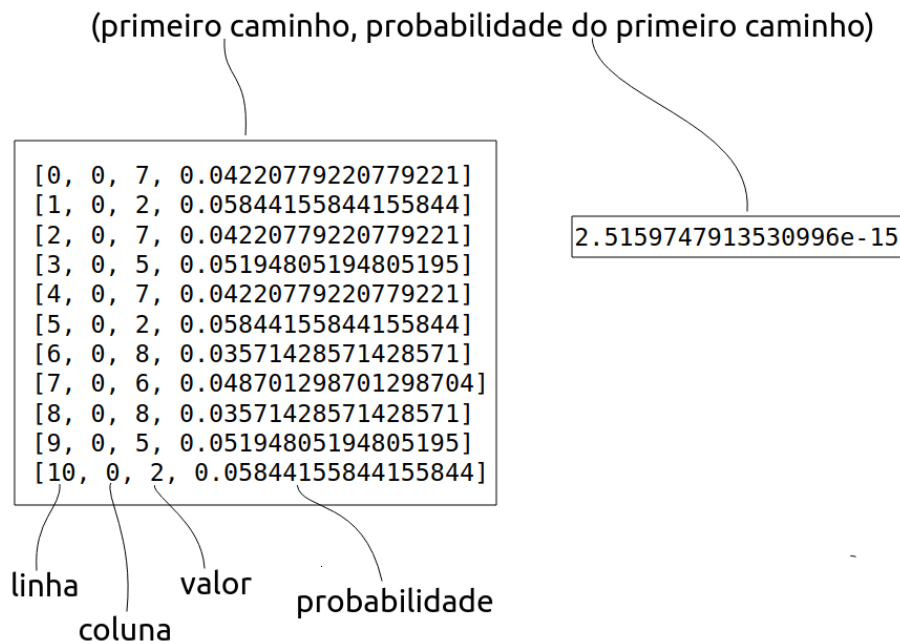 (primeiro caminho, probabilidade do primeiro caminho)
[0, 0, 7, 0.04220779220779221]
[1, 0, 2, 0.05844155844155844]
[2, 0, 7, 0.04220779220779221]
[3, 0, 5, 0.05194805194805195]
[4, 0, 7, 0.04220779220779221]
[5, 0, 2, 0.05844155844155844]
[6, 0, 8, 0.03571428571428571]
[7, 0, 6, 0.048701298701298704]
[8, 0, 8, 0.03571428571428571]
[9, 0, 5, 0.05194805194805195]
[10, 0, 2, 0.05844155844155844]
2.5159747913530996e-15
linha
coluna
valor
probabilidade